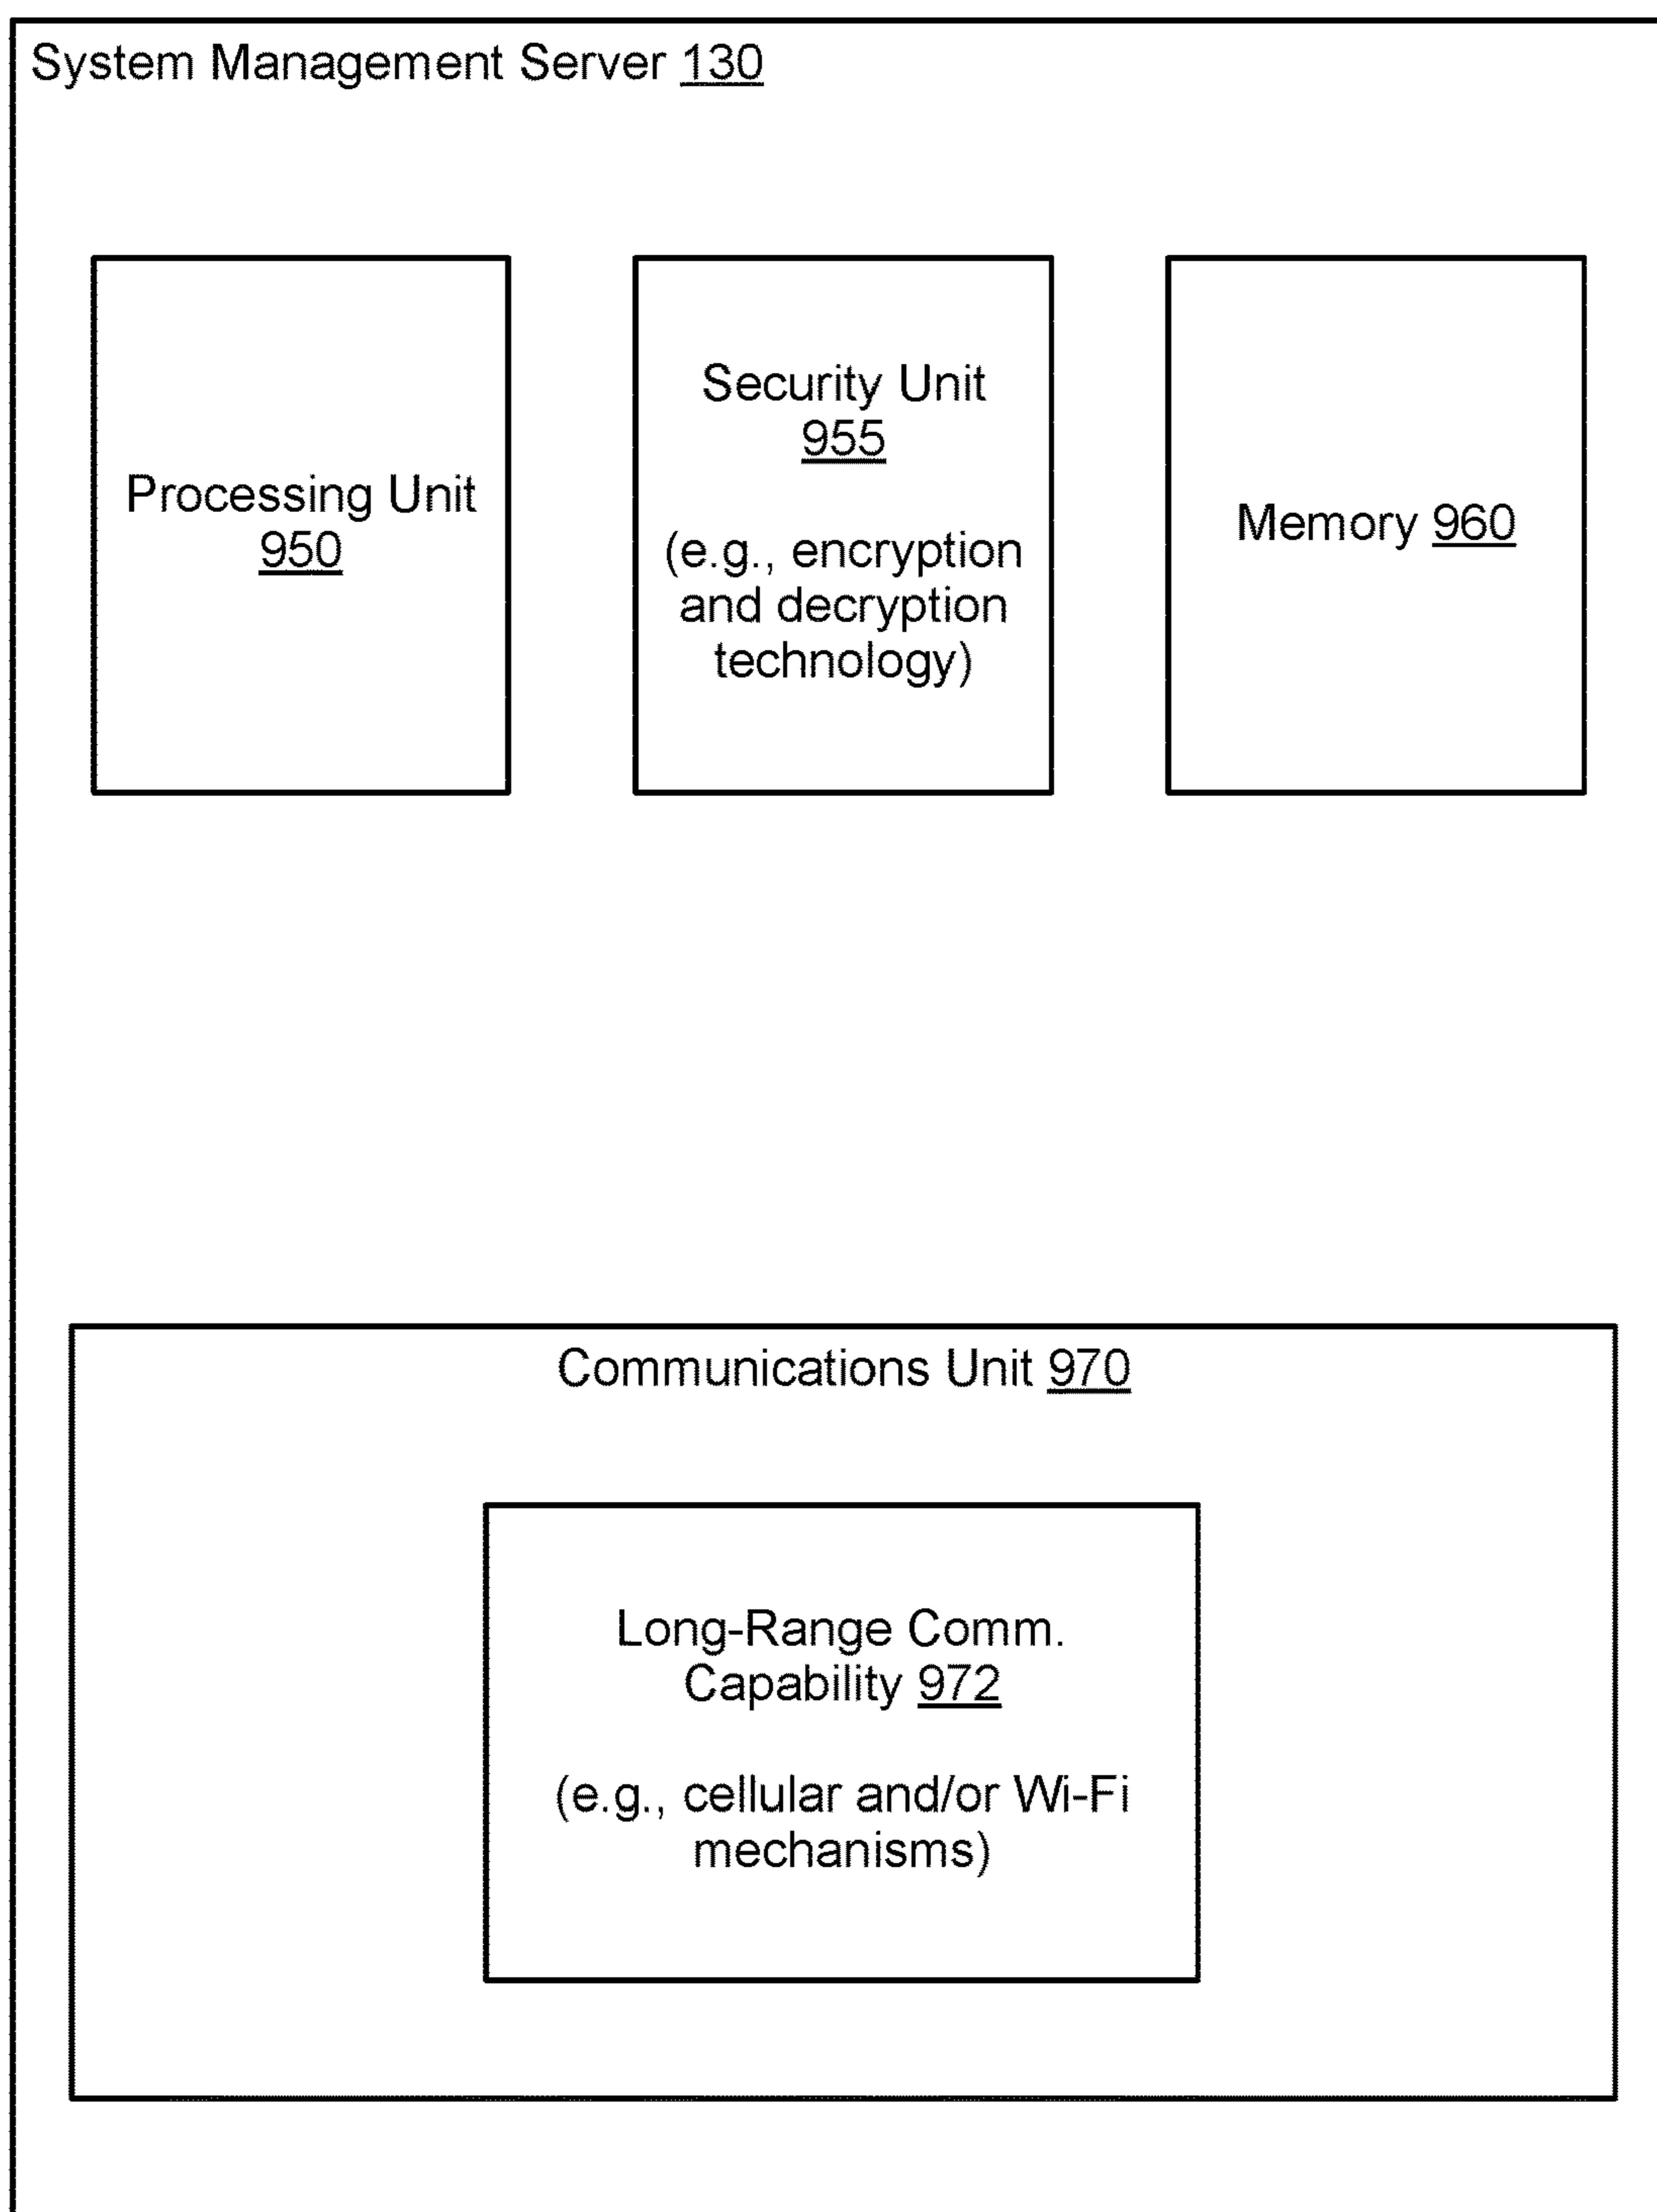 System Management Server 130
Processing Unit
950
Security Unit
955
(e.g., encryption
and decryption
technology)
Memory 960
Communications Unit 970
Long-Range Comm.
Capability 972
(e.g., cellular and/or Wi-Fi
mechanisms)